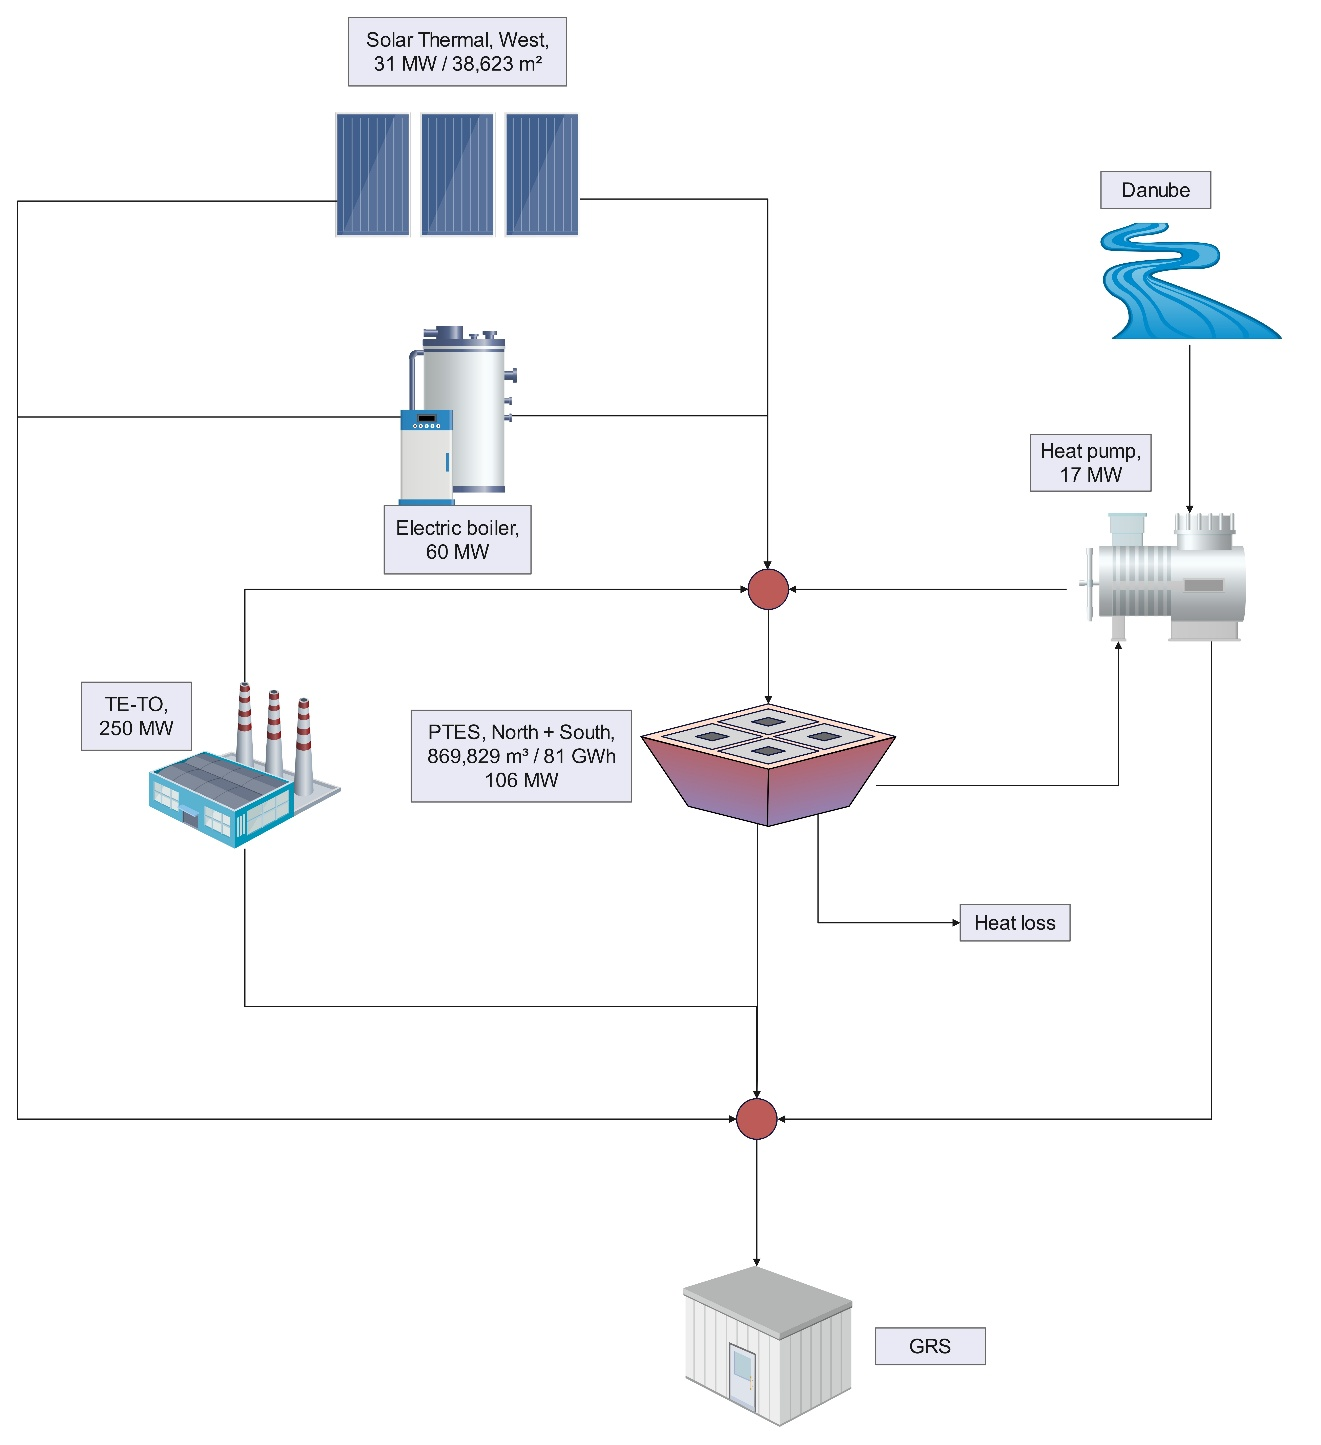 Solar Thermal, West,
31 MW / 38,623 m²
Danube
Heat pump,
17 MW
Electric boiler,
60 MW
TE-TO,
250 MW
PTES, North + South,
869,829 m³ / 81 GWh
106 MW
Heat loss
GRS